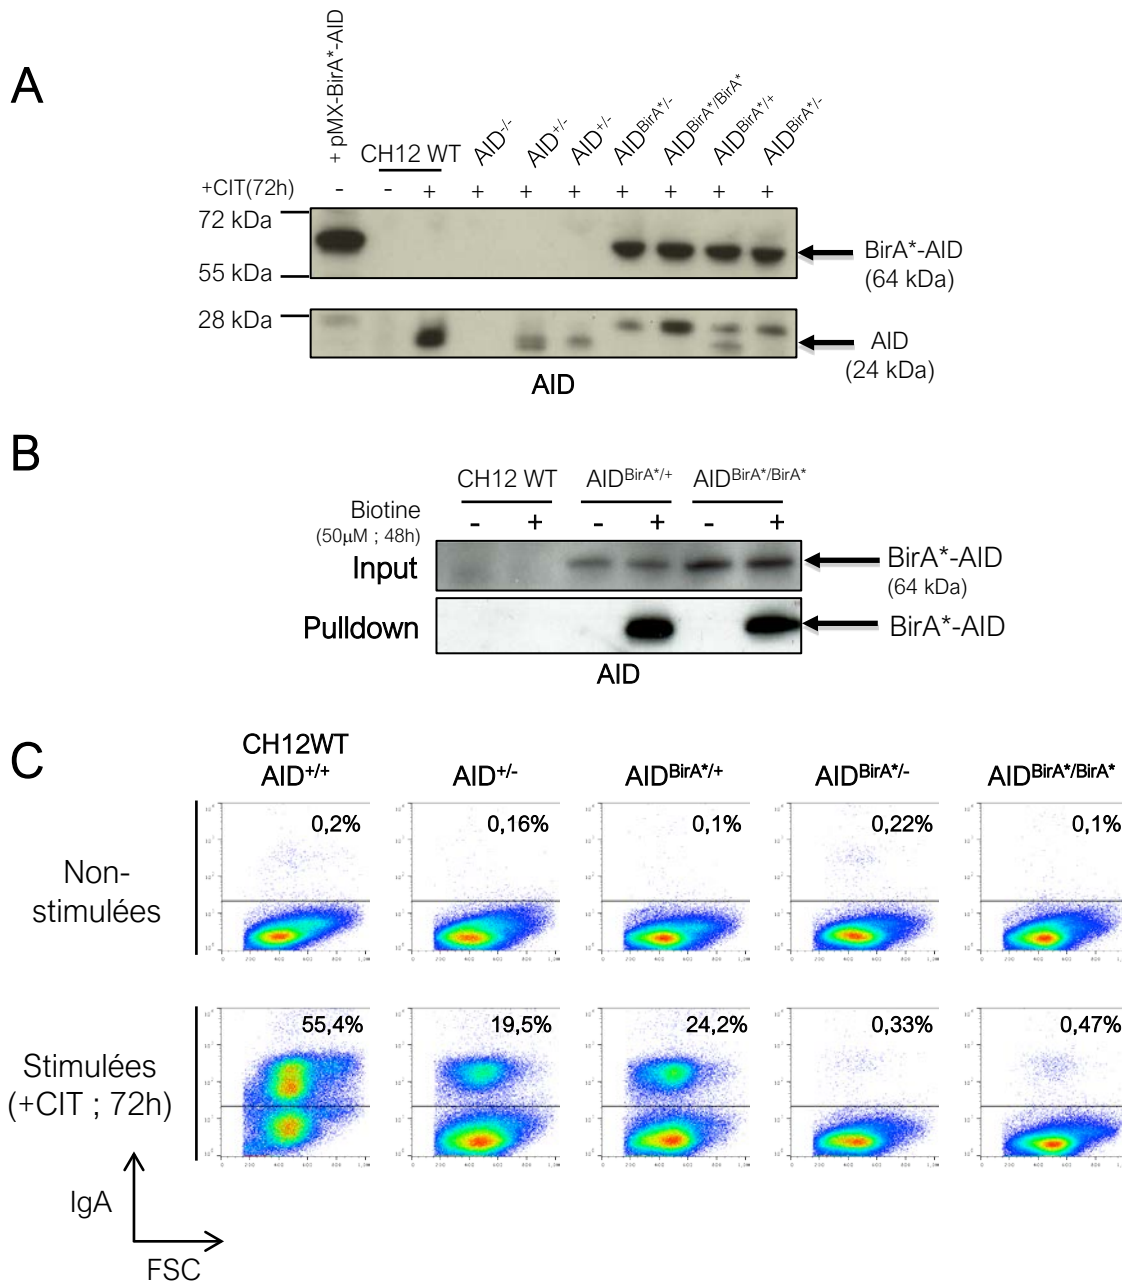 A
+ pMX-BirA*-AID
CH12 WT
AID-/-
AID+/-
AID+/-
AIDBirA*/-
AIDBirA*/BirA*
AIDBirA*/+
AIDBirA*/-
+CIT(72h)
- - + + + + + + + +
72 kDa
55 kDa
BirA*-AID
(64 kDa)
28 kDa
AID
(24 kDa)
AID
B
CH12 WT AIDBirA*/+ AIDBirA*/BirA*
Biotine
(50µM ; 48h)
- + - + - +
Input
BirA*-AID
(64 kDa)
Pulldown
BirA*-AID
AID
C
CH12WT
AID+/+ AID+/- AIDBirA*/+ AIDBirA*/- AIDBirA*/BirA*
Non-
stimulées
0,2% 0,16% 0,1% 0,22% 0,1%
Stimulées
(+CIT ; 72h)
55,4% 19,5% 24,2% 0,33% 0,47%
IgA
FSC